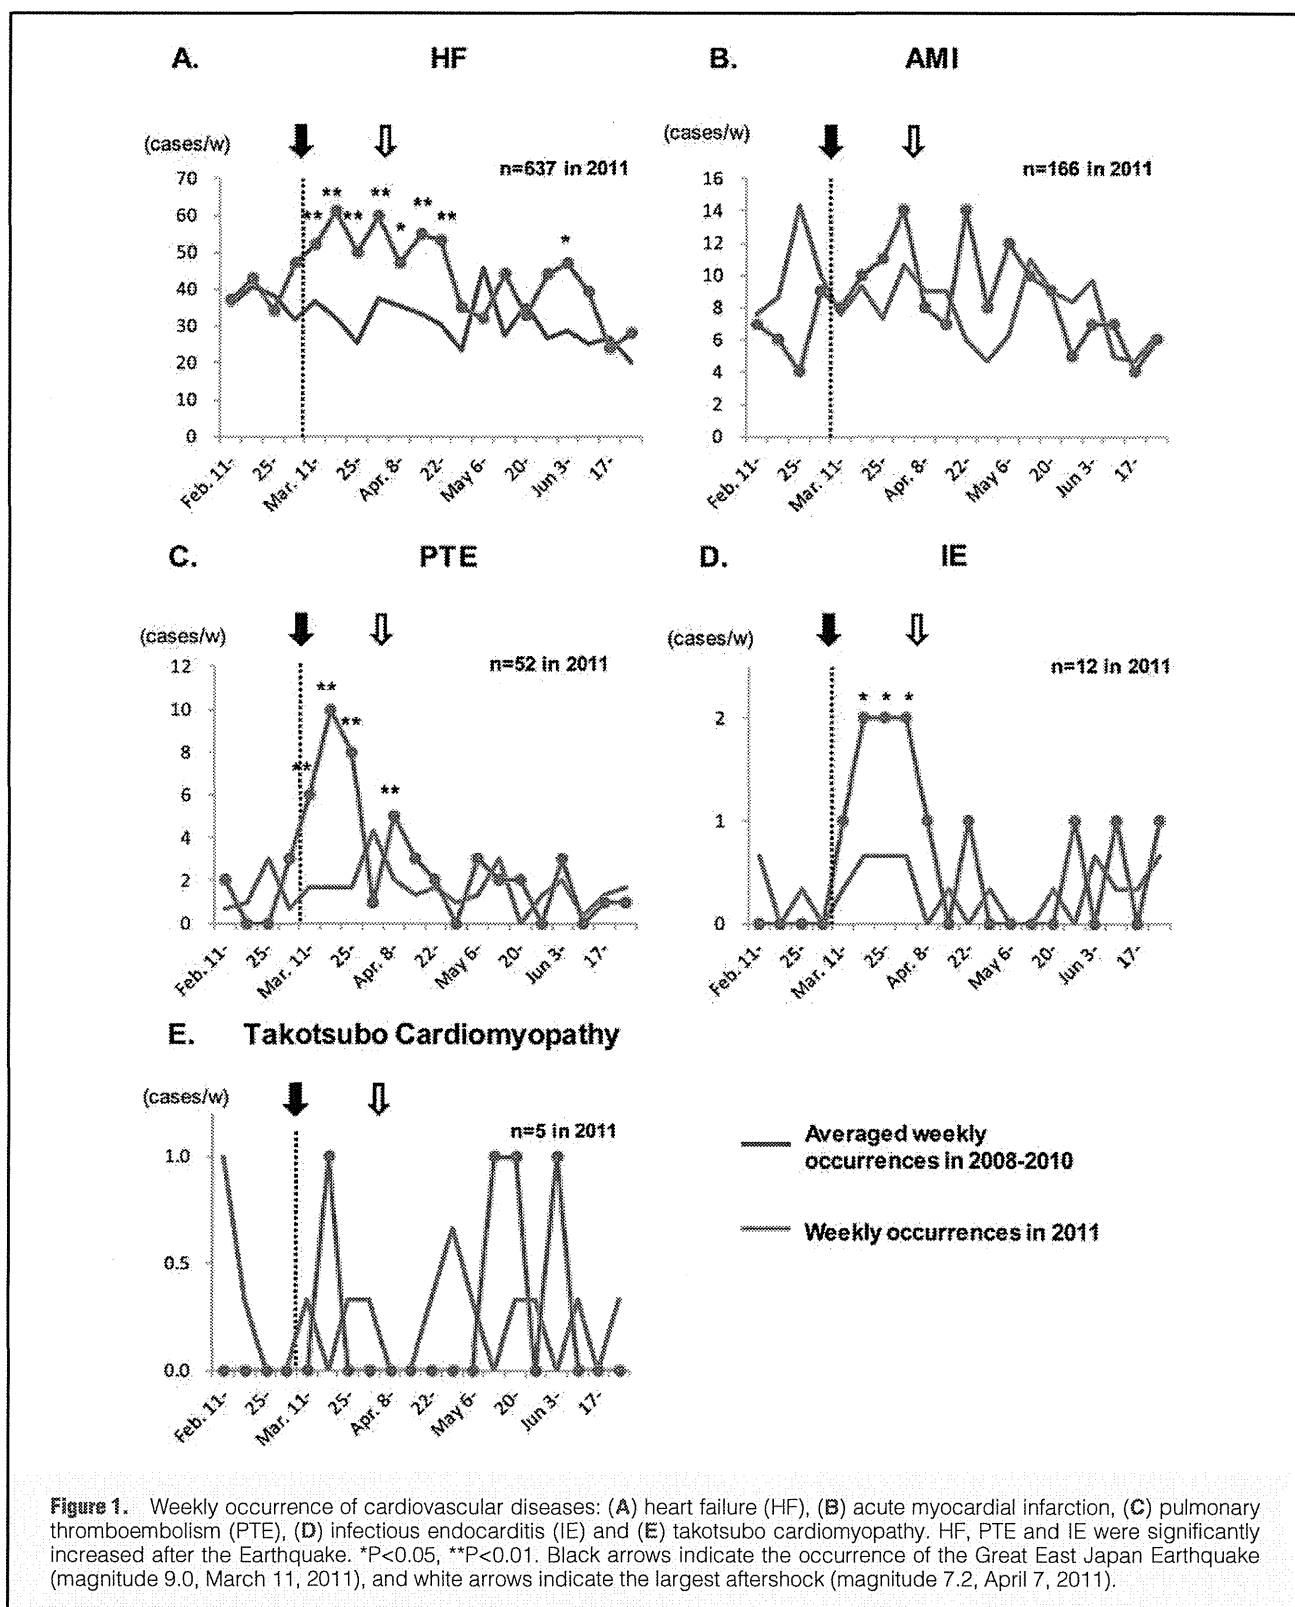 A. HF
(cases/w)
n=637 in 2011
70
60
50
40
30
20
10
0
** ** ** ** * ** ** *
Feb. 11- 25- Mar. 11- 25- Apr. 8- 22- May 6- 20- Jun 3- 17-
B. AMI
(cases/w)
n=166 in 2011
16
14
12
10
8
6
4
2
0
Feb. 11- 25- Mar. 11- 25- Apr. 8- 22- May 6- 20- Jun 3- 17-
C. PTE
(cases/w)
n=52 in 2011
12
10
8
6
4
2
0
** ** ** **
Feb. 11- 25- Mar. 11- 25- Apr. 8- 22- May 6- 20- Jun 3- 17-
D. IE
(cases/w)
n=12 in 2011
2
1
0
* * *
Feb. 11- 25- Mar. 11- 25- Apr. 8- 22- May 6- 20- Jun 3- 17-
E. Takotsubo Cardiomyopathy
(cases/w)
n=5 in 2011
1.0
0.5
0.0
Feb. 11- 25- Mar. 11- 25- Apr. 8- 22- May 6- 20- Jun 3- 17-
Averaged weekly
occurrences in 2008-2010
Weekly occurrences in 2011
Figure 1. Weekly occurrence of cardiovascular diseases: (A) heart failure (HF), (B) acute myocardial infarction, (C) pulmonary
thromboembolism (PTE), (D) infectious endocarditis (IE) and (E) takotsubo cardiomyopathy. HF, PTE and IE were significantly
increased after the Earthquake. *P<0.05, **P<0.01. Black arrows indicate the occurrence of the Great East Japan Earthquake
(magnitude 9.0, March 11, 2011), and white arrows indicate the largest aftershock (magnitude 7.2, April 7, 2011).